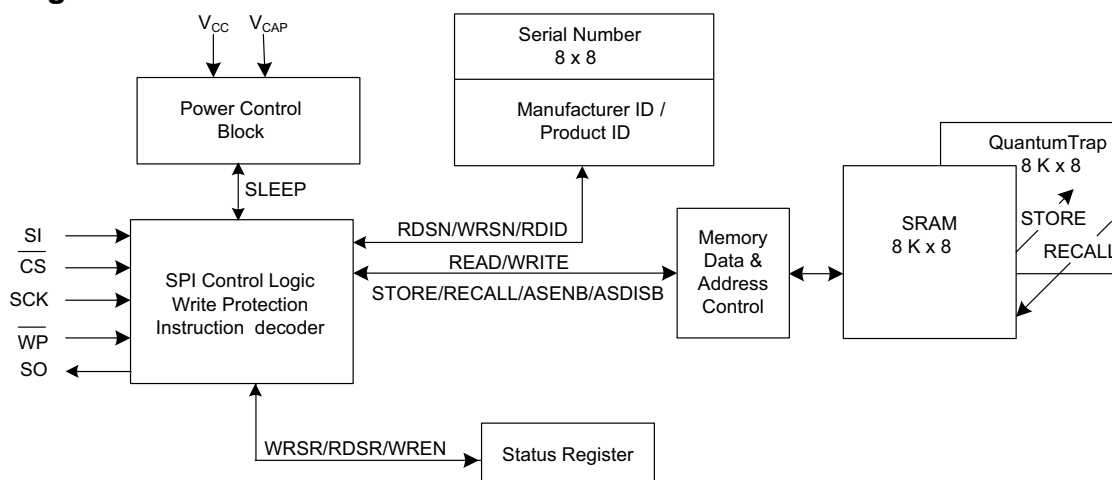 V_CC V_CAP
Serial Number
8 x 8
Manufacturer ID /
Product ID
Power Control
Block
SLEEP
QuantumTrap
8 K x 8
SRAM
8 K x 8
STORE
RECALL
RDSN/WRSN/RDID
READ/WRITE
STORE/RECALL/ASENB/ASDISB
Memory
Data &
Address
Control
SI
CS
SCK
WP
SO
SPI Control Logic
Write Protection
Instruction decoder
WRSR/RDSR/WREN
Status Register